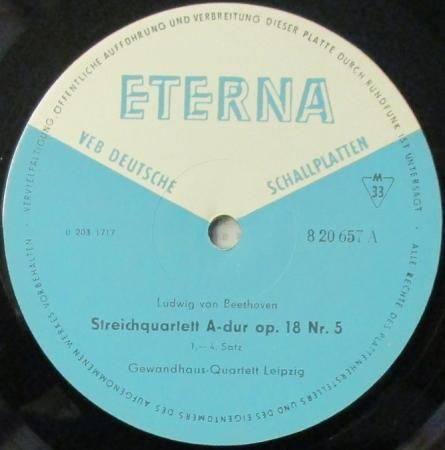 VERVIELFÄLTIGUNG ÖFFENTLICHE AUFFÜHRUNG UND VERBREITUNG DIESER PLATTE DURCH RUNDFUNK IST UNTERSAGT · ALLE RECHTE DES PLATTENHERSTELLERS UND DES EIGENTÜMERS DES AUFGENOMMENEN WERKES VORBEHALTEN ·
ETERNA
VEB DEUTSCHE SCHALLPLATTEN
M
33
0 203 1717
8 20 657 A
Ludwig van Beethoven
Streichquartett A-dur op. 18 Nr. 5
1.—4. Satz
Gewandhaus-Quartett Leipzig